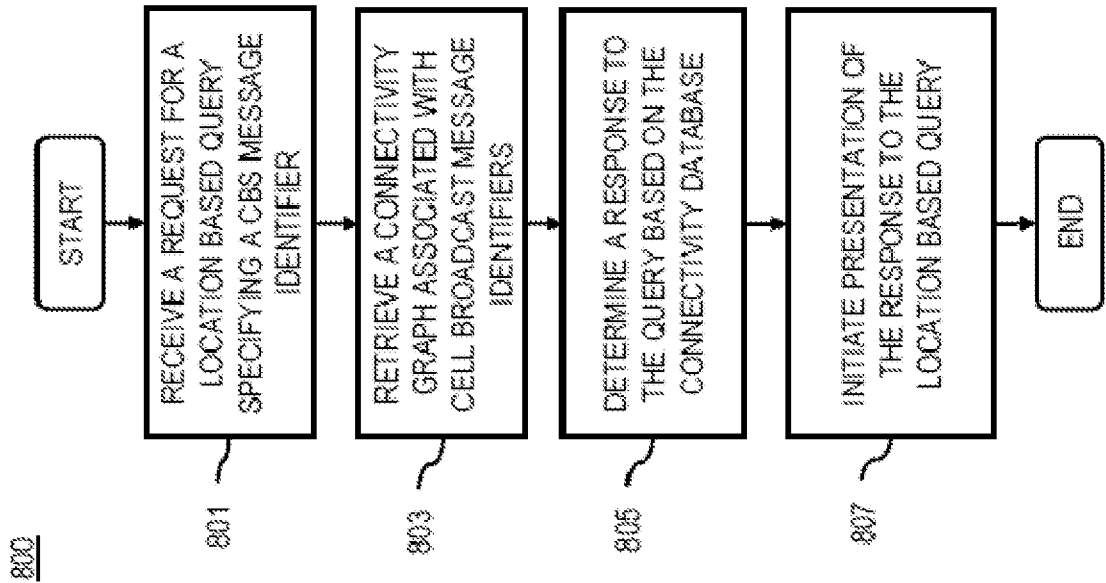 800
START
801
RECEIVE A REQUEST FOR A
LOCATION BASED QUERY
SPECIFYING A CBS MESSAGE
IDENTIFIER
803
RETRIEVE A CONNECTIVITY
GRAPH ASSOCIATED WITH
CELL BROADCAST MESSAGE
IDENTIFIERS
805
DETERMINE A RESPONSE TO
THE QUERY BASED ON THE
CONNECTIVITY DATABASE
807
INITIATE PRESENTATION OF
THE RESPONSE TO THE
LOCATION BASED QUERY
END